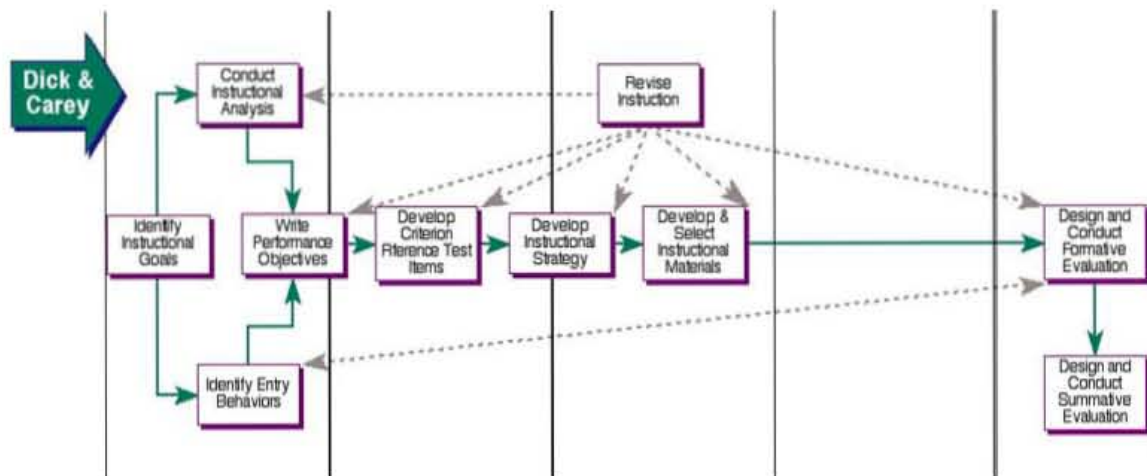 Dick &
Carey
Conduct
Instructional
Analysis
Revise
Instruction
Identify
Instructional
Goals
Write
Performance
Objectives
Develop
Criterion
Rference Test
Items
Develop
Instructional
Strategy
Develop &
Select
Instructional
Materials
Design and
Conduct
Formative
Evaluation
Identify Entry
Behaviors
Design and
Conduct
Summative
Evaluation